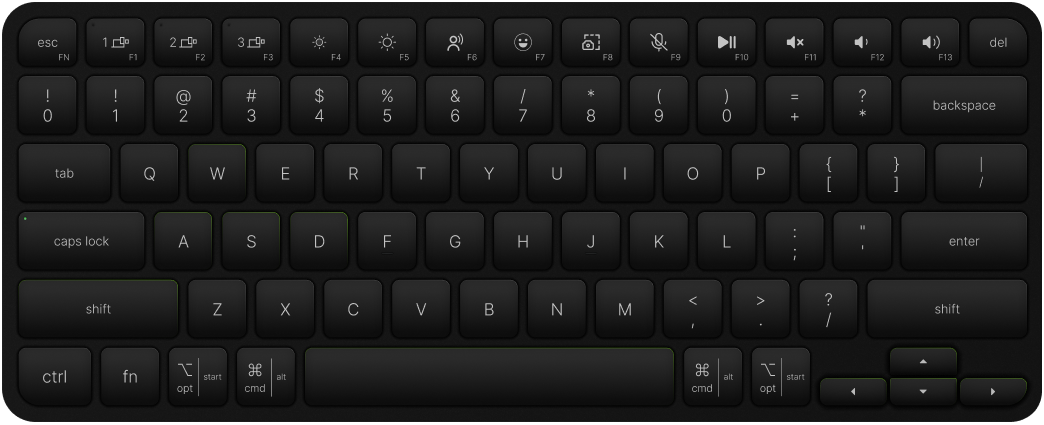 esc FN 1 F1 2 F2 3 F3 F4 F5 F6 F7 F8 F9 F10 F11 F12 F13 del
! ! @ # $ % & / * ( ) = ?
0 1 2 3 4 5 6 7 8 9 0 + * backspace
tab Q W E R T Y U I O P { [ } ] | /
caps lock A S D F G H J K L : ; " ' enter
shift Z X C V B N M < , > . ? / shift
ctrl fn ⌥ opt start ⌘ cmd alt ⌘ cmd alt ⌥ opt start